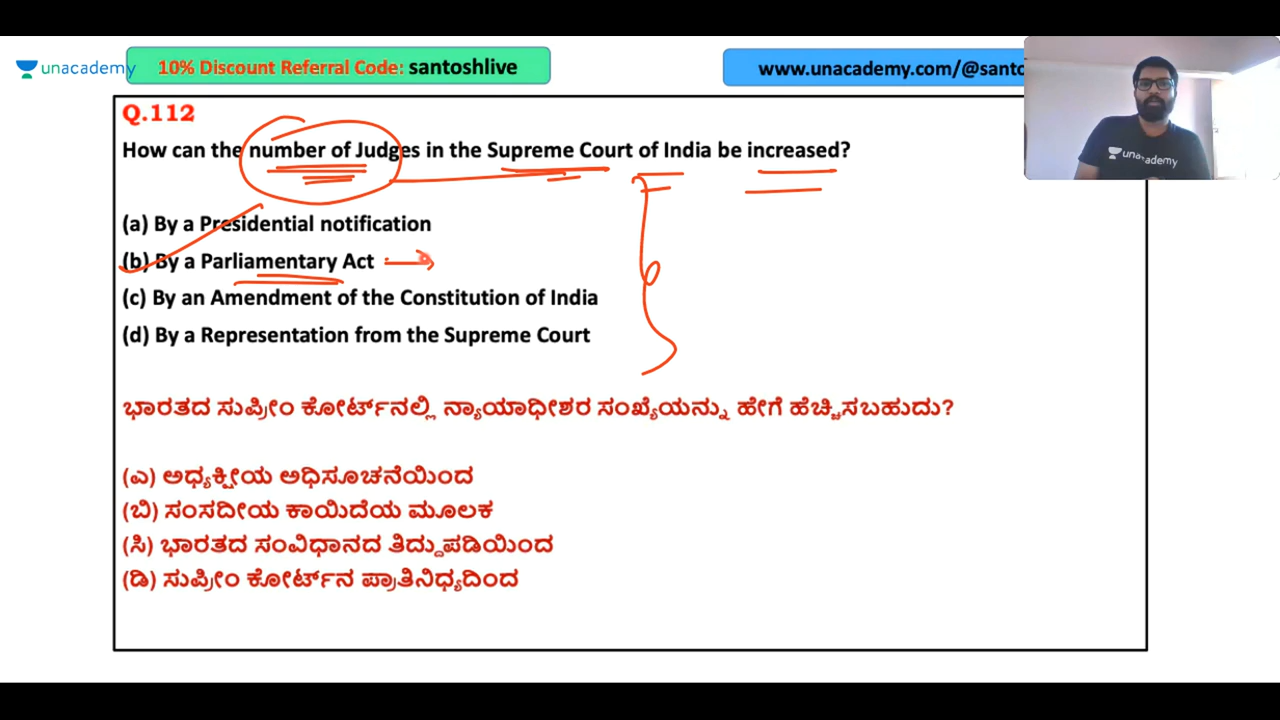 unacademy
10% Discount Referral Code: santoshlive
www.unacademy.com/@santo
unacademy
Q.112
How can the number of Judges in the Supreme Court of India be increased?
(a) By a Presidential notification
(b) By a Parliamentary Act
(c) By an Amendment of the Constitution of India
(d) By a Representation from the Supreme Court
ಭಾರತದ ಸುಪ್ರೀಂ ಕೋರ್ಟ್‌ನಲ್ಲಿ ನ್ಯಾಯಾಧೀಶರ ಸಂಖ್ಯೆಯನ್ನು ಹೇಗೆ ಹೆಚ್ಚಿಸಬಹುದು?
(ಎ) ಅಧ್ಯಕ್ಷೀಯ ಅಧಿಸೂಚನೆಯಿಂದ
(ಬಿ) ಸಂಸದೀಯ ಕಾಯಿದೆಯ ಮೂಲಕ
(ಸಿ) ಭಾರತದ ಸಂವಿಧಾನದ ತಿದ್ದುಪಡಿಯಿಂದ
(ಡಿ) ಸುಪ್ರೀಂ ಕೋರ್ಟ್‌ನ ಪ್ರಾತಿನಿಧ್ಯದಿಂದ